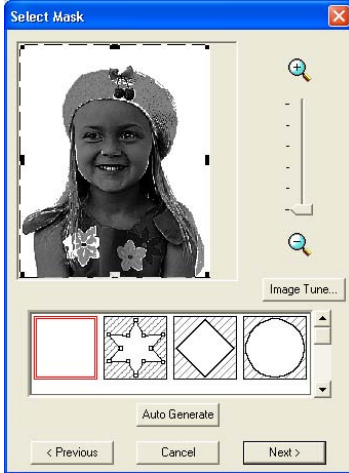 Select Mask
Image Tune...
Auto Generate
< Previous
Cancel
Next >